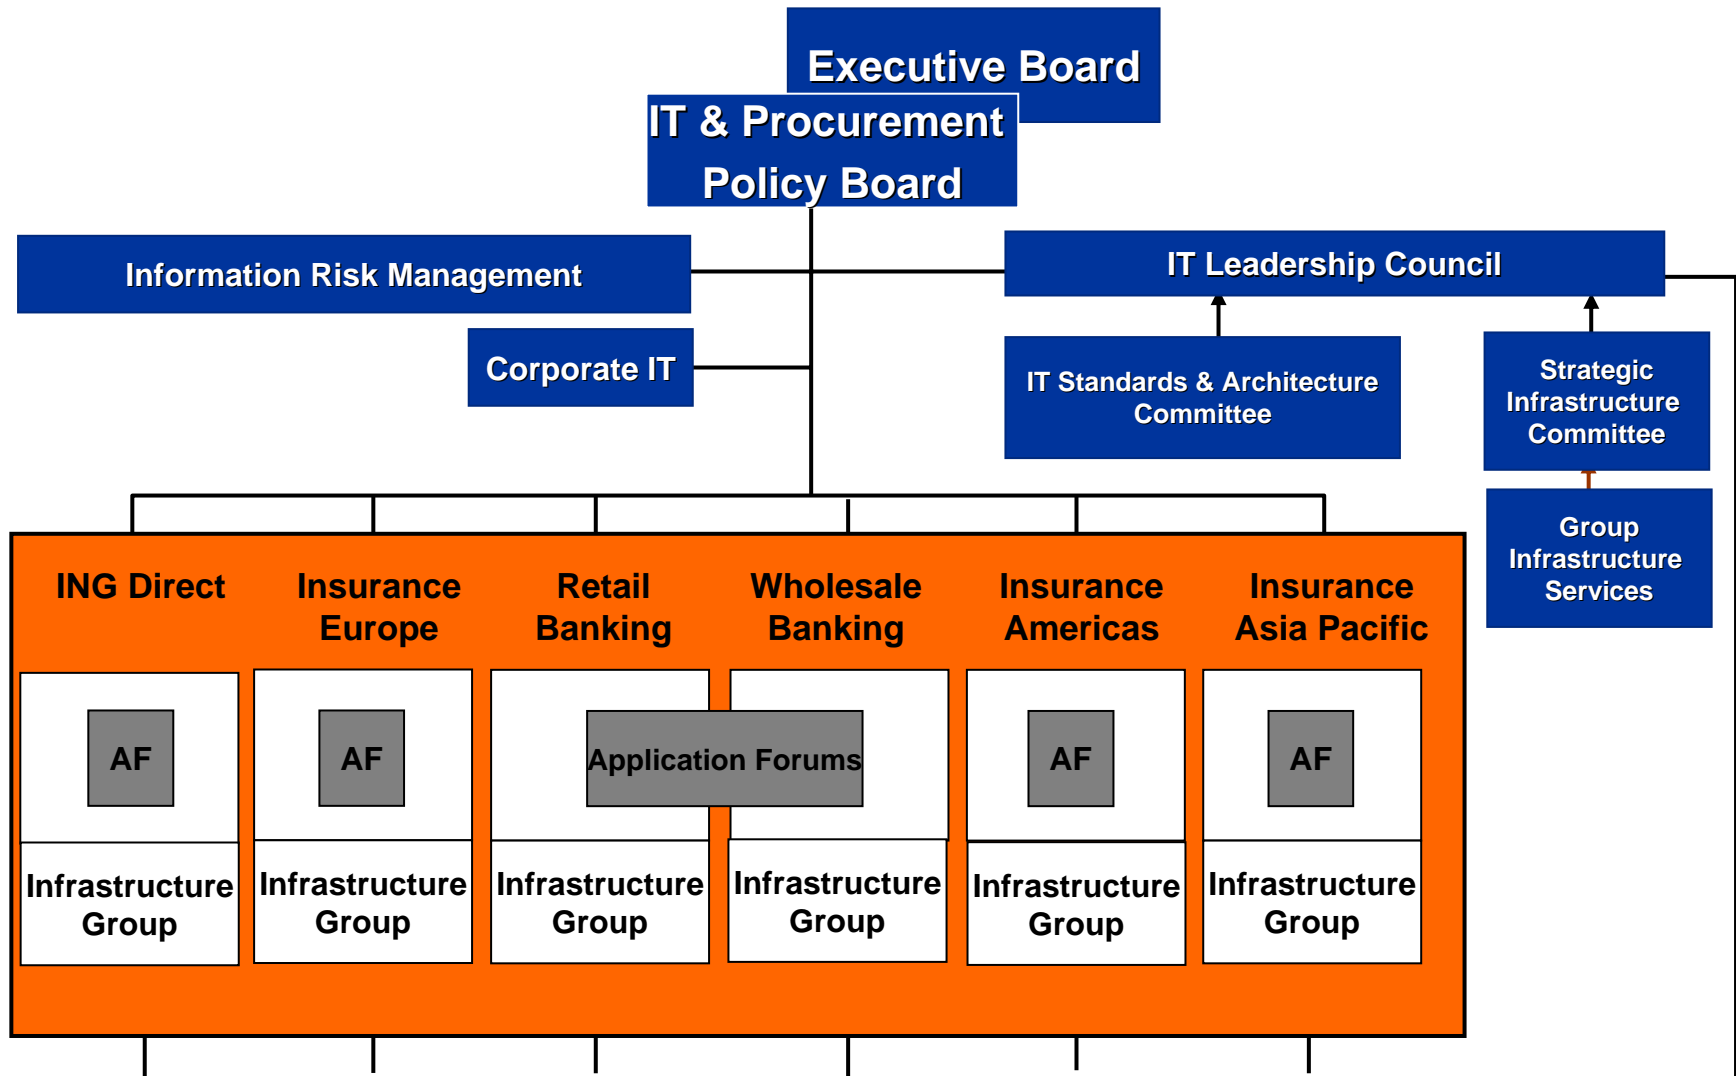 Executive Board
IT & Procurement
Policy Board
Information Risk Management
IT Leadership Council
Corporate IT
IT Standards & Architecture
Committee
Strategic
Infrastructure
Committee
Group
Infrastructure
Services
ING Direct
Insurance
Europe
Retail
Banking
Wholesale
Banking
Insurance
Americas
Insurance
Asia Pacific
AF
AF
Application Forums
AF
AF
Infrastructure
Group
Infrastructure
Group
Infrastructure
Group
Infrastructure
Group
Infrastructure
Group
Infrastructure
Group